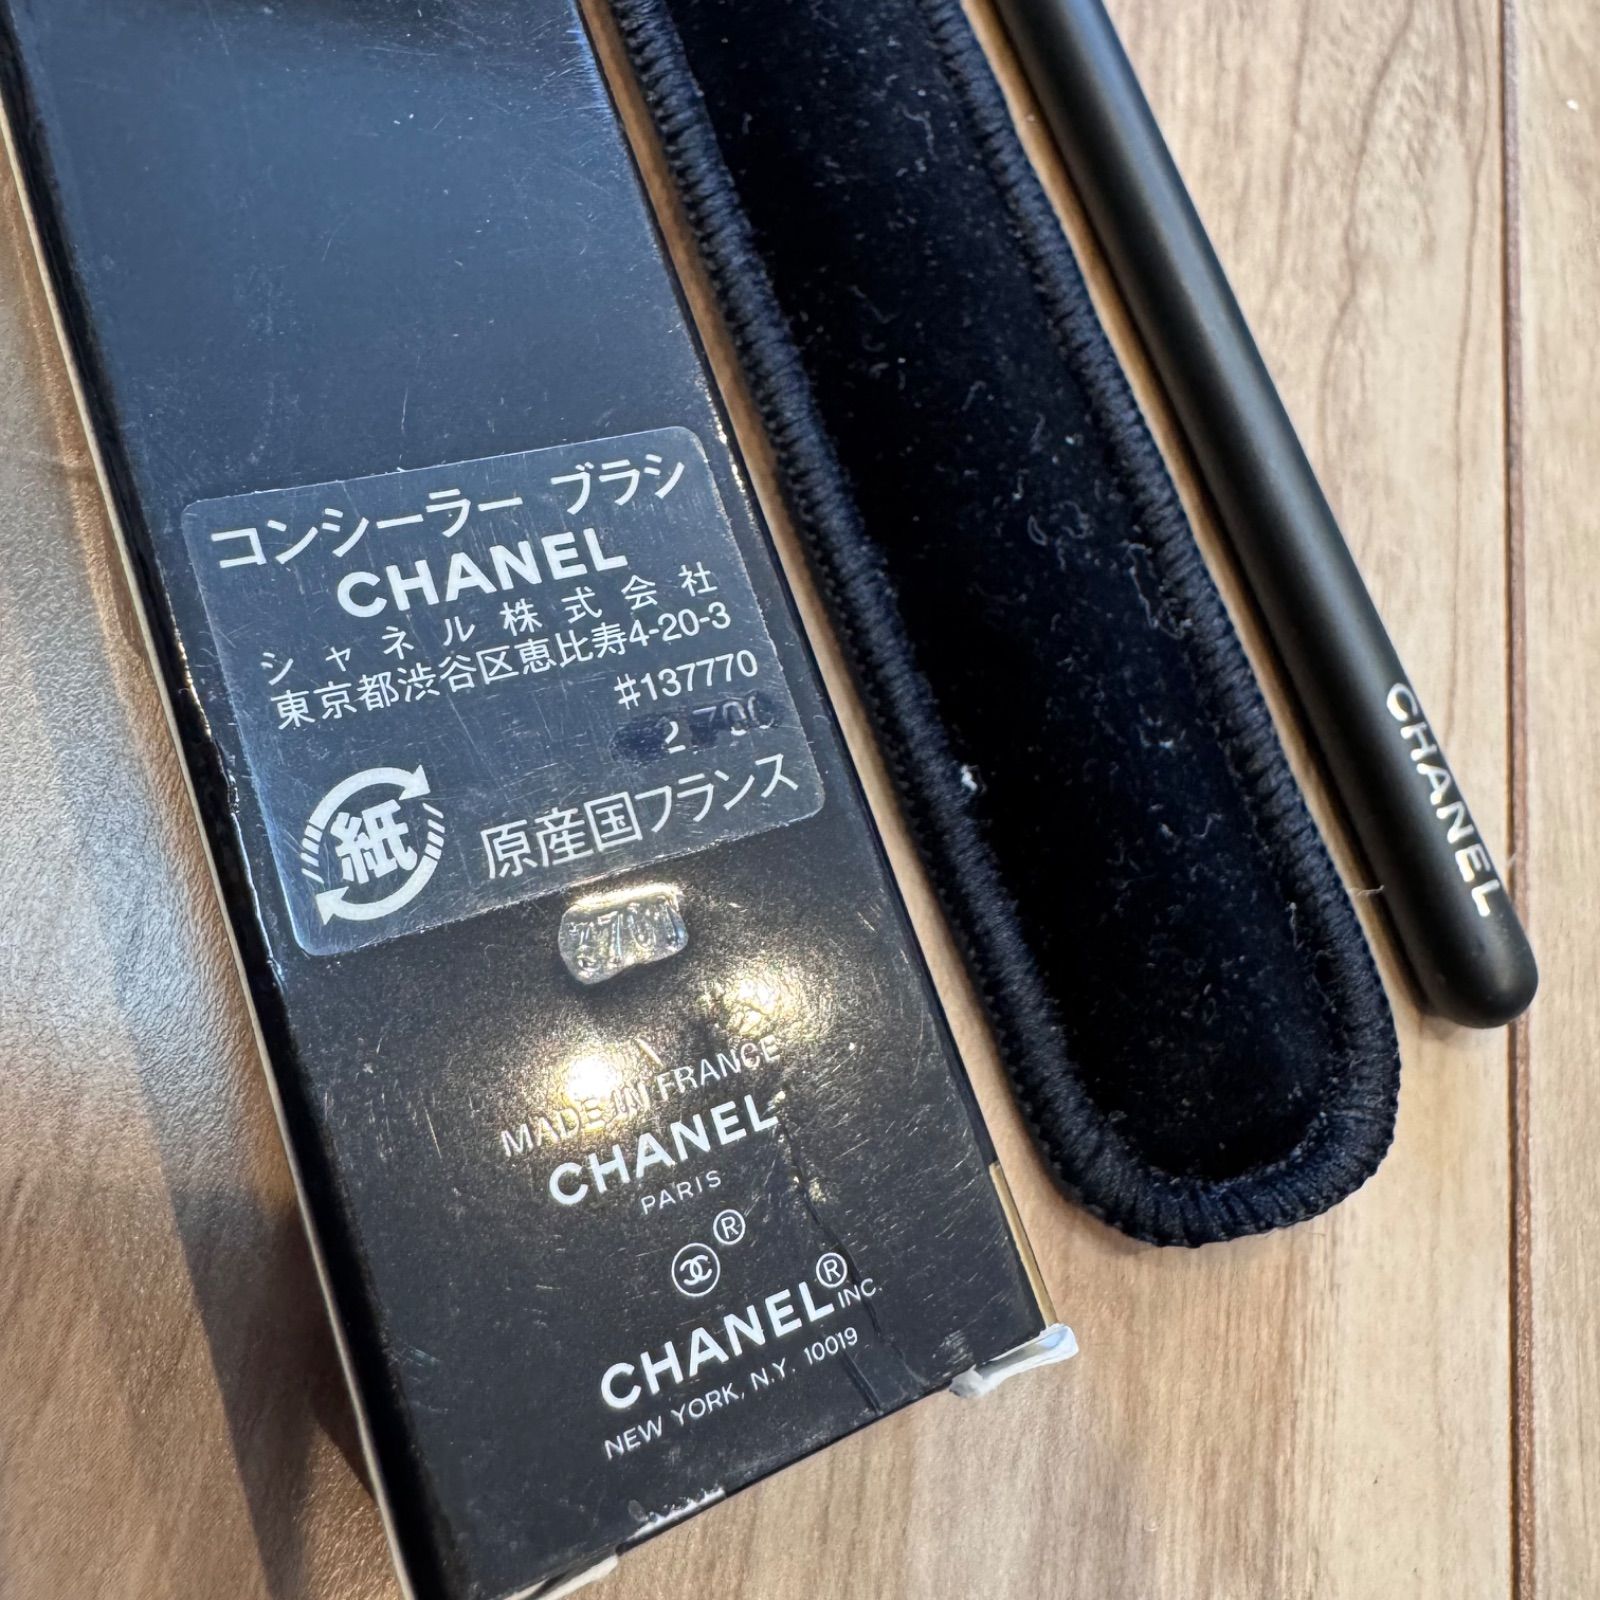 コンシーラー ブラシ
CHANEL
シャネル株式会社
東京都渋谷区恵比寿4-20-3
#137770
2700
紙
原産国フランス
MADE IN FRANCE
CHANEL
PARIS
®
CHANEL®
INC.
NEW YORK, N.Y. 10019
CHANEL